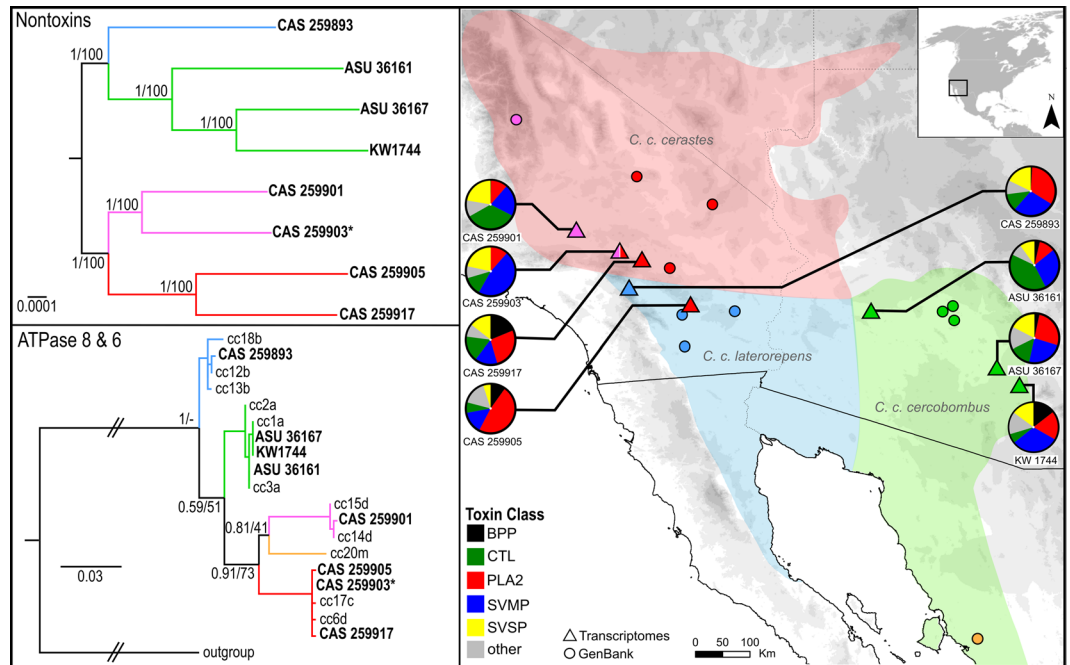 Nontoxins
CAS 259893
1/100
ASU 36161
1/100
ASU 36167
1/100
KW1744
CAS 259901
1/100
CAS 259903*
1/100
CAS 259905
1/100
CAS 259917
0.0001
ATPase 8 & 6
cc18b
CAS 259893
cc12b
cc13b
1/-
cc2a
cc1a
ASU 36167
KW1744
ASU 36161
cc3a
0.59/51
cc15d
0.81/41
CAS 259901
cc14d
cc20m
0.91/73
CAS 259905
CAS 259903*
cc17c
cc6d
CAS 259917
0.03
outgroup
N
C. c. cerastes
CAS 259901
CAS 259903
CAS 259917
CAS 259905
CAS 259893
ASU 36161
ASU 36167
KW 1744
C. c. laterorepens
C. c. cercobombus
Toxin Class
BPP
CTL
PLA2
SVMP
SVSP
other
Transcriptomes
GenBank
0 50 100
Km